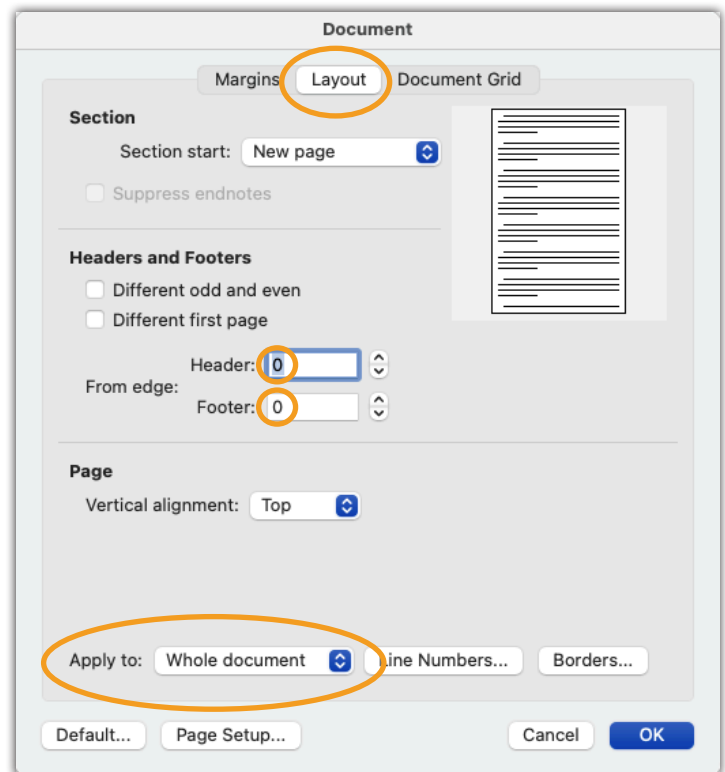 Document
Margins Layout Document Grid
Section
Section start: New page
Suppress endnotes
Headers and Footers
Different odd and even
Different first page
Header: 0
From edge:
Footer: 0
Page
Vertical alignment: Top
Apply to: Whole document Line Numbers... Borders...
Default... Page Setup... Cancel OK